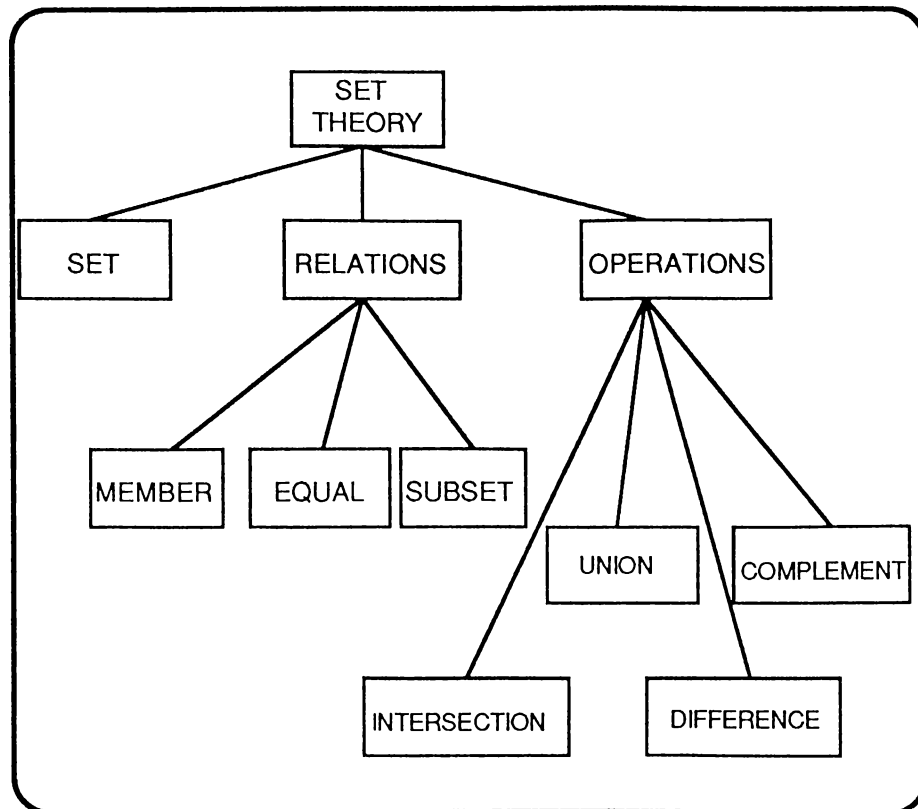 SET
THEORY
SET
RELATIONS
OPERATIONS
MEMBER
EQUAL
SUBSET
UNION
COMPLEMENT
INTERSECTION
DIFFERENCE